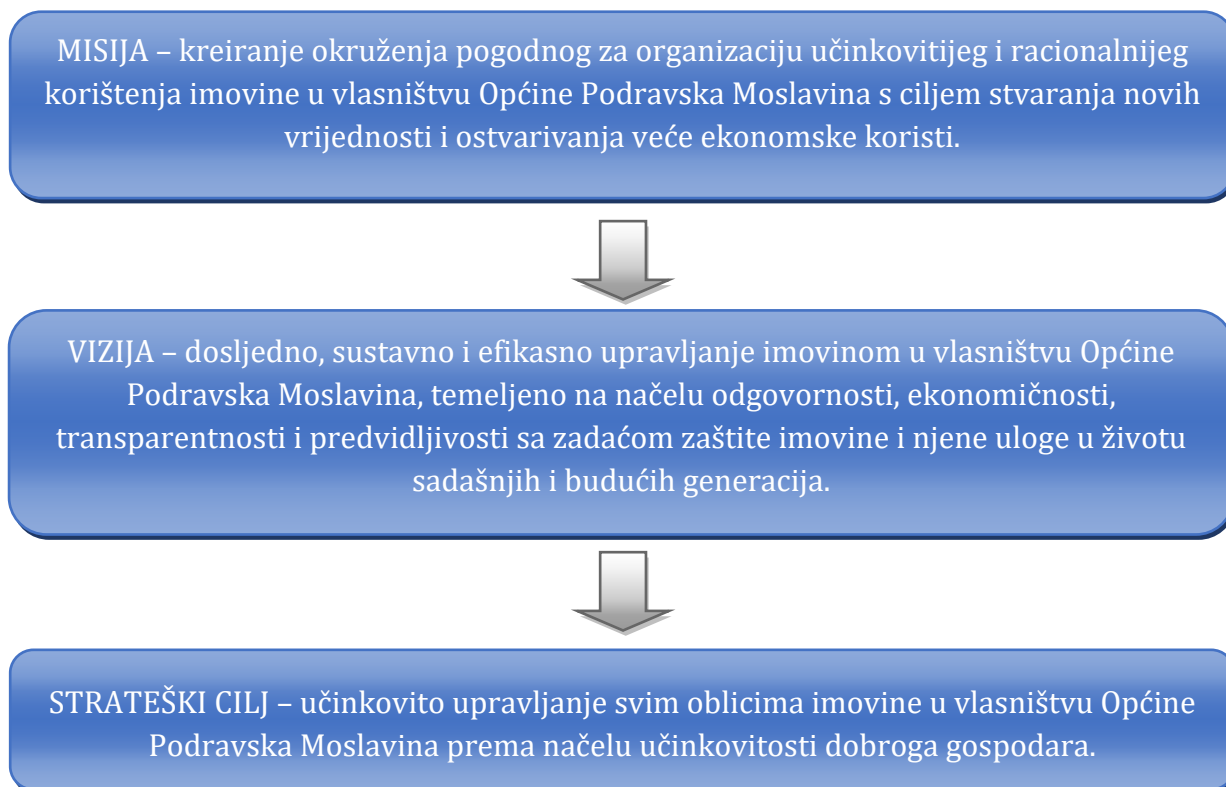 MISIJA – kreiranje okruženja pogodnog za organizaciju učinkovitijeg i racionalnijeg
korištenja imovine u vlasništvu Općine Podravska Moslavina s ciljem stvaranja novih
vrijednosti i ostvarivanja veće ekonomske koristi.
VIZIJA – dosljedno, sustavno i efikasno upravljanje imovinom u vlasništvu Općine
Podravska Moslavina, temeljeno na načelu odgovornosti, ekonomičnosti,
transparentnosti i predvidljivosti sa zadaćom zaštite imovine i njene uloge u životu
sadašnjih i budućih generacija.
STRATEŠKI CILJ – učinkovito upravljanje svim oblicima imovine u vlasništvu Općine
Podravska Moslavina prema načelu učinkovitosti dobroga gospodara.